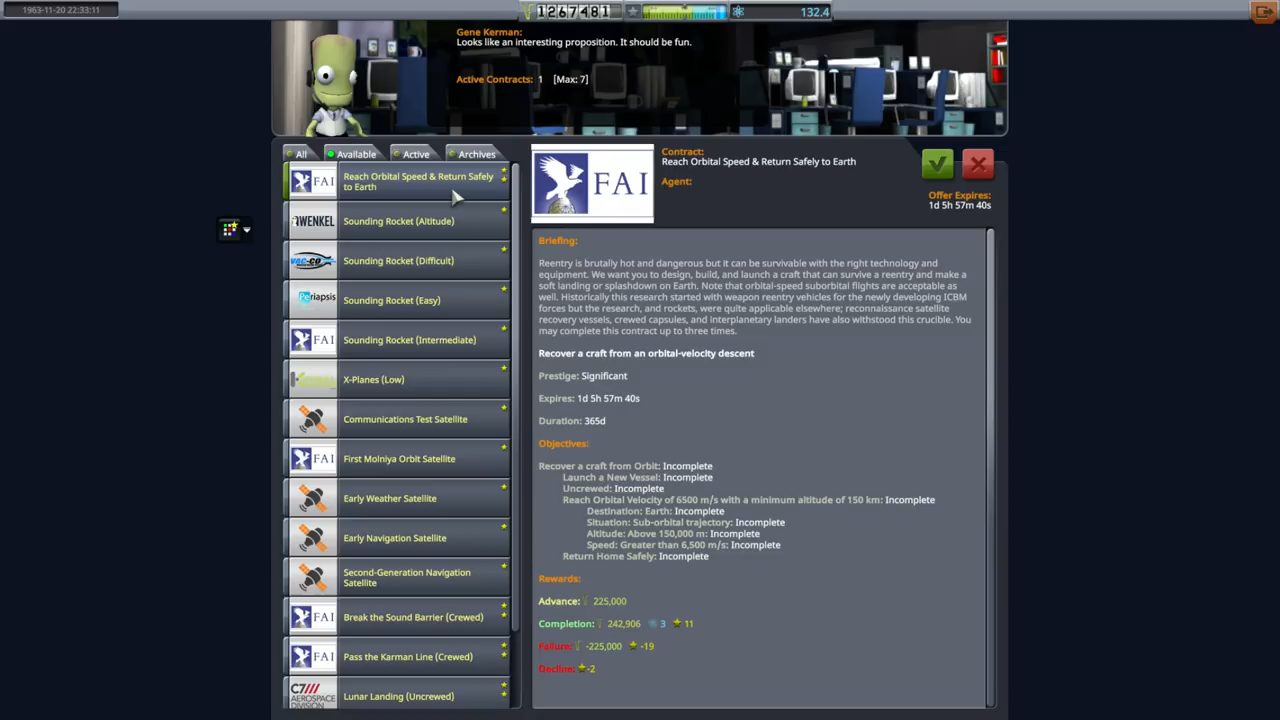 1963-11-20 22:33:11
1267481
132.4
Gene Kerman:
Looks like an interesting proposition. It should be fun.
Active Contracts: 1 [Max: 7]
All
Available
Active
Archives
FAI
Reach Orbital Speed & Return Safely
to Earth
WENKEL
Sounding Rocket (Altitude)
VAC-CO
Sounding Rocket (Difficult)
Periapsis
Sounding Rocket (Easy)
FAI
Sounding Rocket (Intermediate)
X-Planes (Low)
Communications Test Satellite
FAI
First Molniya Orbit Satellite
Early Weather Satellite
Early Navigation Satellite
Second-Generation Navigation
Satellite
FAI
Break the Sound Barrier (Crewed)
FAI
Pass the Karman Line (Crewed)
C7///
AEROSPACE
DIVISION
Lunar Landing (Uncrewed)
FAI
Contract:
Reach Orbital Speed & Return Safely to Earth
Agent:
Offer Expires:
1d 5h 57m 40s
Briefing:
Reentry is brutally hot and dangerous but it can be survivable with the right technology and
equipment. We want you to design, build, and launch a craft that can survive a reentry and make a
soft landing or splashdown on Earth. Note that orbital-speed suborbital flights are acceptable as
well. Historically this research started with weapon reentry vehicles for the newly developing ICBM
forces but the research, and rockets, were quite applicable elsewhere; reconnaissance satellite
recovery vessels, crewed capsules, and interplanetary landers have also withstood this crucible. You
may complete this contract up to three times.
Recover a craft from an orbital-velocity descent
Prestige: Significant
Expires: 1d 5h 57m 40s
Duration: 365d
Objectives:
Recover a craft from Orbit: Incomplete
Launch a New Vessel: Incomplete
Uncrewed: Incomplete
Reach Orbital Velocity of 6500 m/s with a minimum altitude of 150 km: Incomplete
Destination: Earth: Incomplete
Situation: Sub-orbital trajectory: Incomplete
Altitude: Above 150,000 m: Incomplete
Speed: Greater than 6,500 m/s: Incomplete
Return Home Safely: Incomplete
Rewards:
Advance: 225,000
Completion: 242,906 3 11
Failure: -225,000 -19
Decline: -2